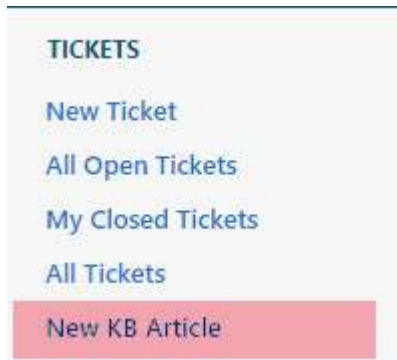 TICKETS
New Ticket
All Open Tickets
My Closed Tickets
All Tickets
New KB Article